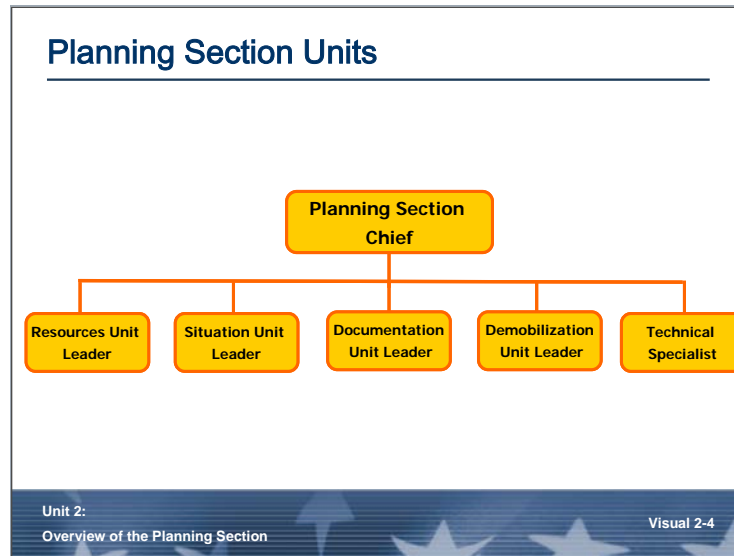 Planning Section Units
Planning Section
Chief
Resources Unit
Leader
Situation Unit
Leader
Documentation
Unit Leader
Demobilization
Unit Leader
Technical
Specialist
Unit 2:
Overview of the Planning Section
Visual 2-4